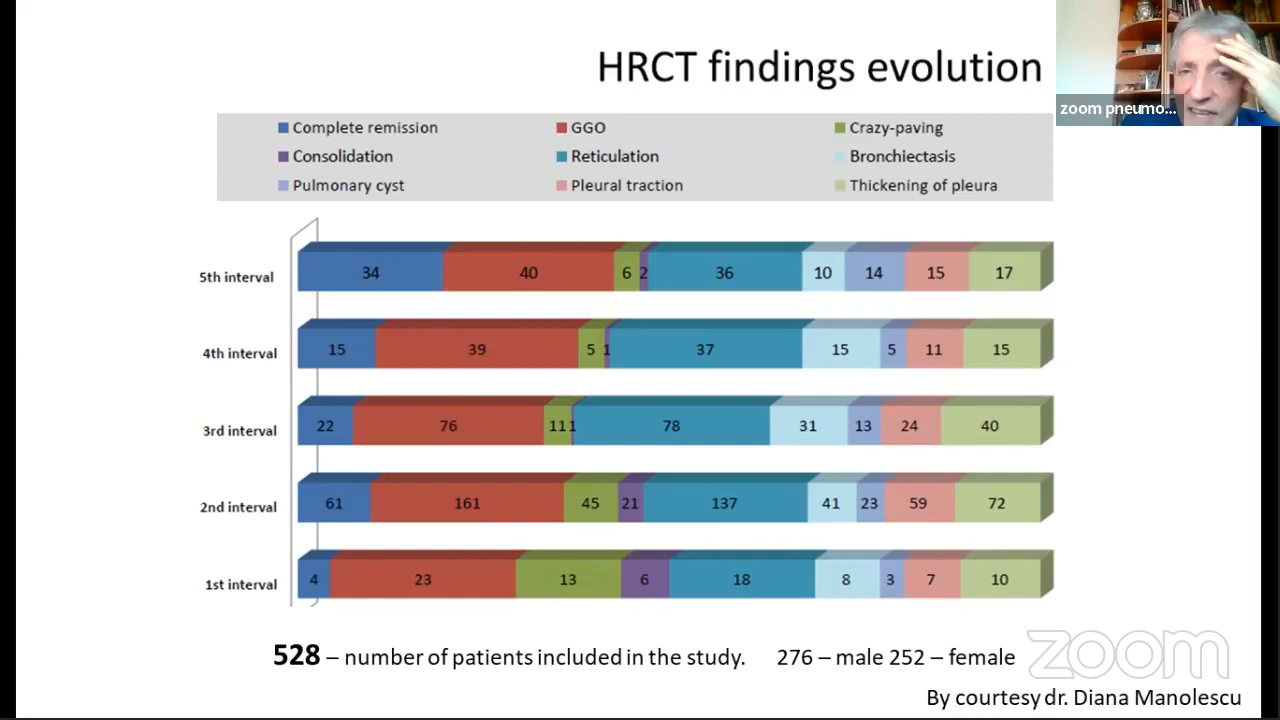 HRCT findings evolution
zoom pneumo...
Complete remission GGO Crazy-paving
Consolidation Reticulation Bronchiectasis
Pulmonary cyst Pleural traction Thickening of pleura
5th interval 34 40 6 2 36 10 14 15 17
4th interval 15 39 5 1 37 15 5 11 15
3rd interval 22 76 11 1 78 31 13 24 40
2nd interval 61 161 45 21 137 41 23 59 72
1st interval 4 23 13 6 18 8 3 7 10
528 – number of patients included in the study. 276 – male 252 – female
zoom
By courtesy dr. Diana Manolescu